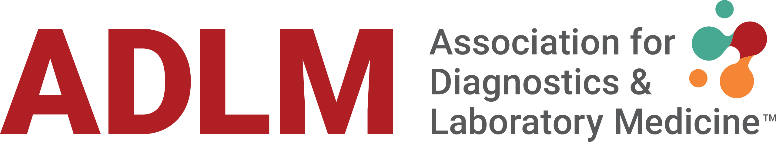 ADLM
Association for
Diagnostics &
Laboratory Medicine™